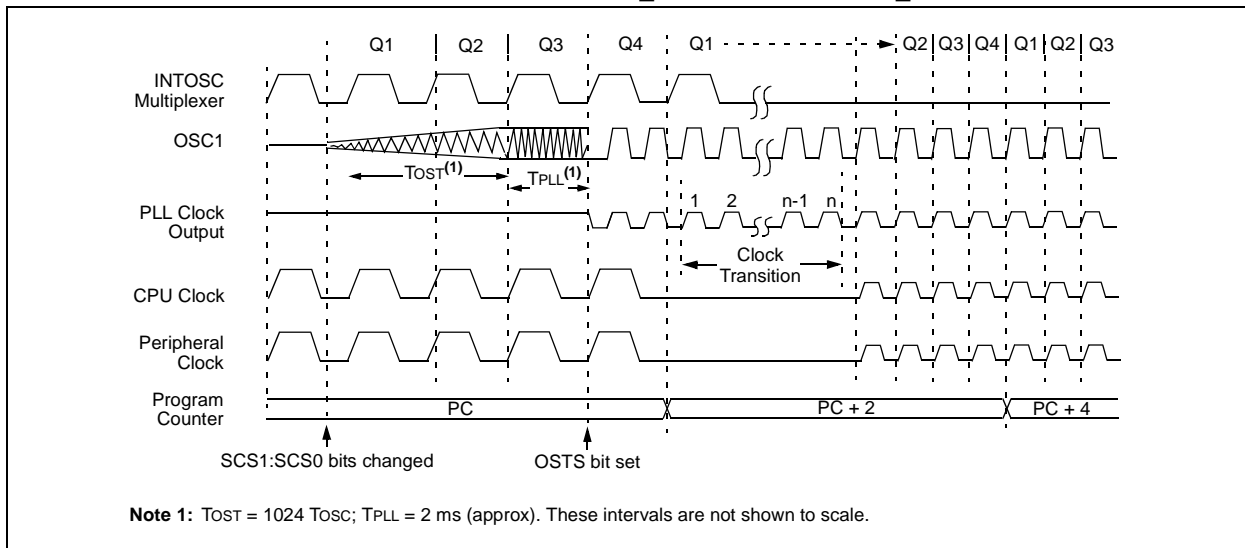 Q1 Q2 Q3 Q4 Q1 Q2 Q3 Q4 Q1 Q2 Q3
INTOSC
Multiplexer
OSC1
TOST(1)
TPLL(1)
PLL Clock
Output
1 2 n-1 n
Clock
Transition
CPU Clock
Peripheral
Clock
Program
Counter
PC PC + 2 PC + 4
SCS1:SCS0 bits changed OSTS bit set
Note 1: TOST = 1024 TOSC; TPLL = 2 ms (approx). These intervals are not shown to scale.